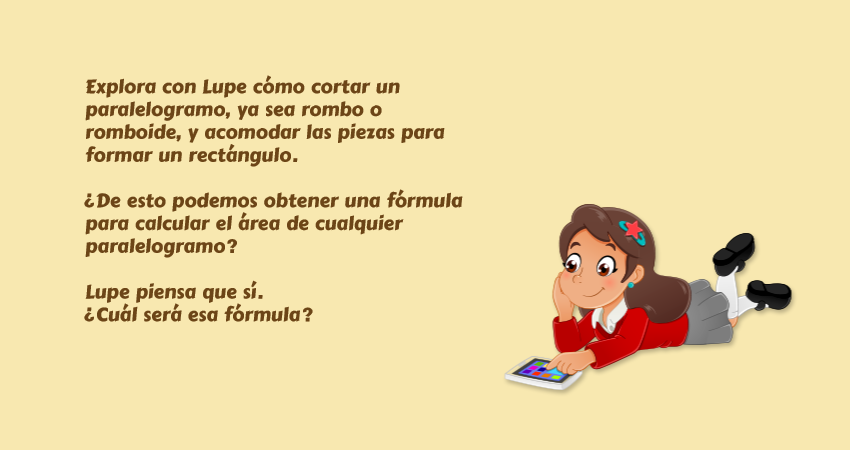 Explora con Lupe cómo cortar un
paralelogramo, ya sea rombo o
romboide, y acomodar las piezas para
formar un rectángulo.
¿De esto podemos obtener una fórmula
para calcular el área de cualquier
paralelogramo?
Lupe piensa que sí.
¿Cuál será esa fórmula?